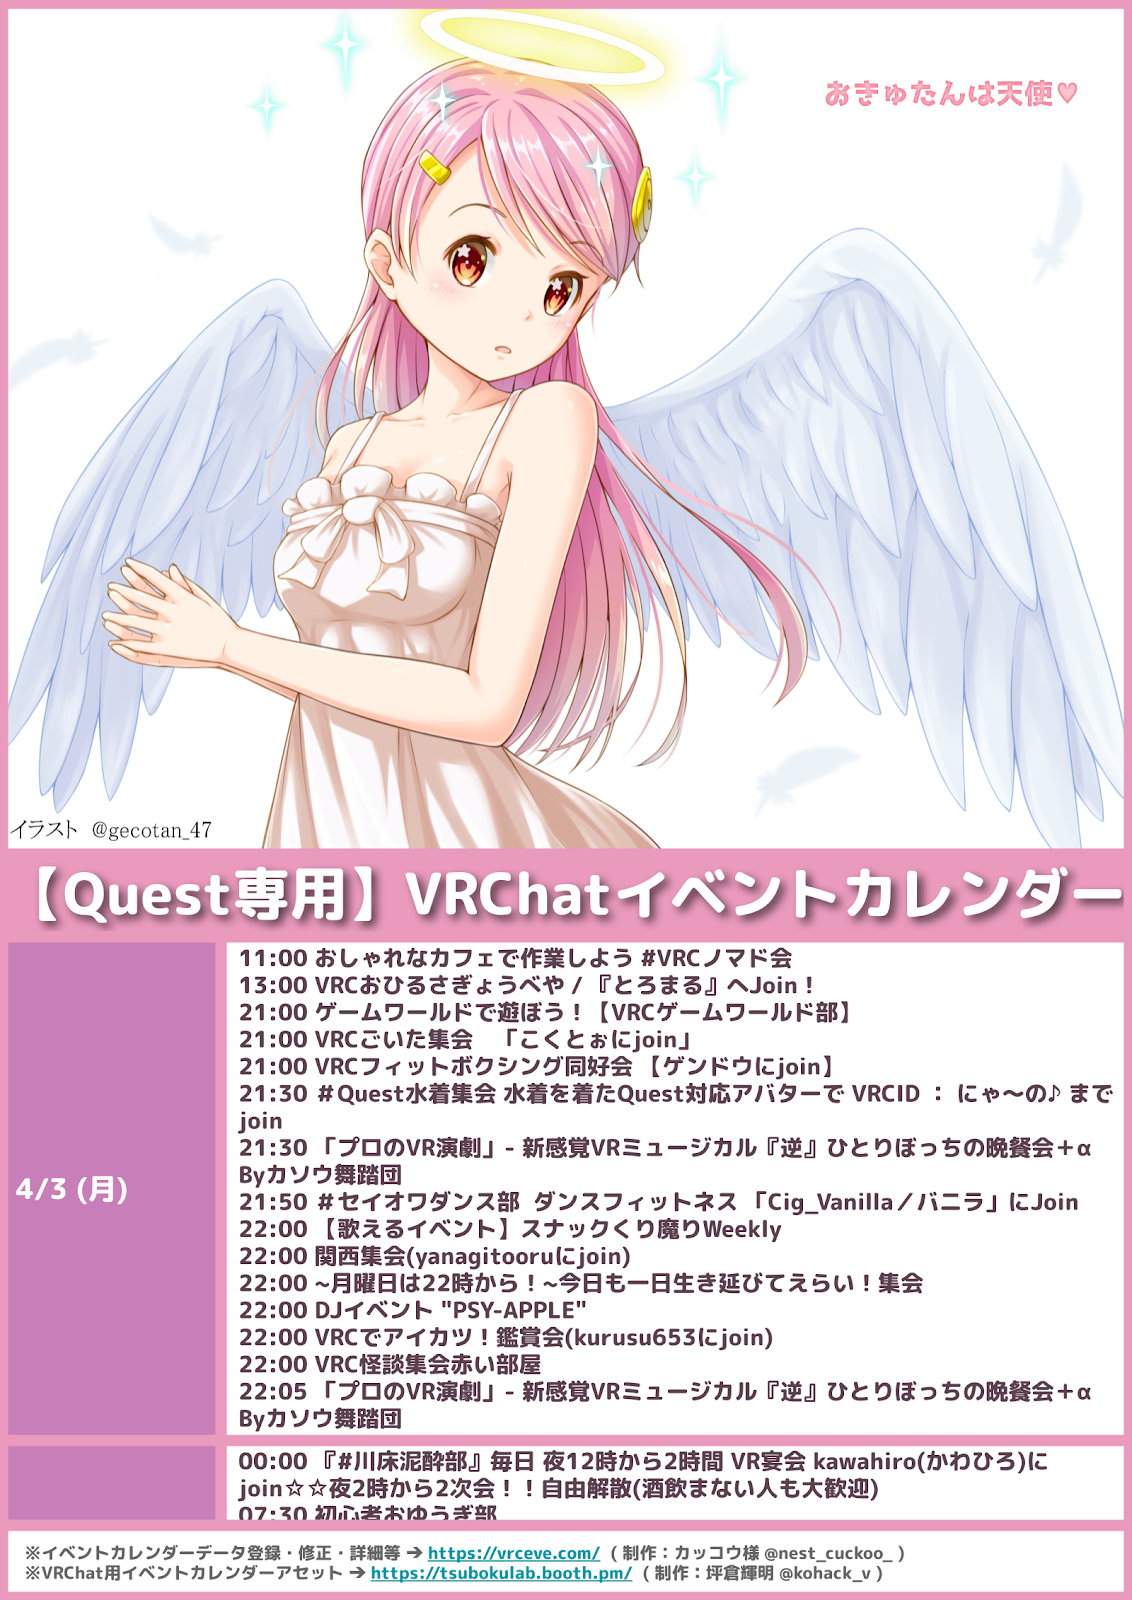 おきゅたんは天使♥
イラスト @gecotan_47
【Quest専用】VRChatイベントカレンダー
4/3 (月)
11:00 おしゃれなカフェで作業しよう #VRCノマド会
13:00 VRCおひるさぎょうべや / 『とろまる』へJoin！
21:00 ゲームワールドで遊ぼう！【VRCゲームワールド部】
21:00 VRCごいた集会　「こくとぉにjoin」
21:00 VRCフィットボクシング同好会 【ゲンドウにjoin】
21:30 ＃Quest水着集会 水着を着たQuest対応アバターで VRCID ： にゃ〜の♪ まで
join
21:30 「プロのVR演劇」- 新感覚VRミュージカル『逆』ひとりぼっちの晩餐会＋α
Byカソウ舞踏団
21:50 ＃セイオワダンス部 ダンスフィットネス 「Cig_Vanilla／バニラ」にJoin
22:00 【歌えるイベント】スナックくり魔りWeekly
22:00 関西集会(yanagitooruにjoin)
22:00 ~月曜日は22時から！~今日も一日生き延びてえらい！集会
22:00 DJイベント "PSY-APPLE"
22:00 VRCでアイカツ！鑑賞会(kurusu653にjoin)
22:00 VRC怪談集会赤い部屋
22:05 「プロのVR演劇」- 新感覚VRミュージカル『逆』ひとりぼっちの晩餐会＋α
Byカソウ舞踏団
00:00 『#川床泥酔部』毎日 夜12時から2時間 VR宴会 kawahiro(かわひろ)に
join☆☆夜2時から2次会！！自由解散(酒飲まない人も大歓迎)
07:30 初心者おゆうぎ部
※イベントカレンダーデータ登録・修正・詳細等 ➔ https://vrceve.com/ （制作：カッコウ様 @nest_cuckoo_ ）
※VRChat用イベントカレンダーアセット ➔ https://tsubokulab.booth.pm/ （制作：坪倉輝明 @kohack_v ）